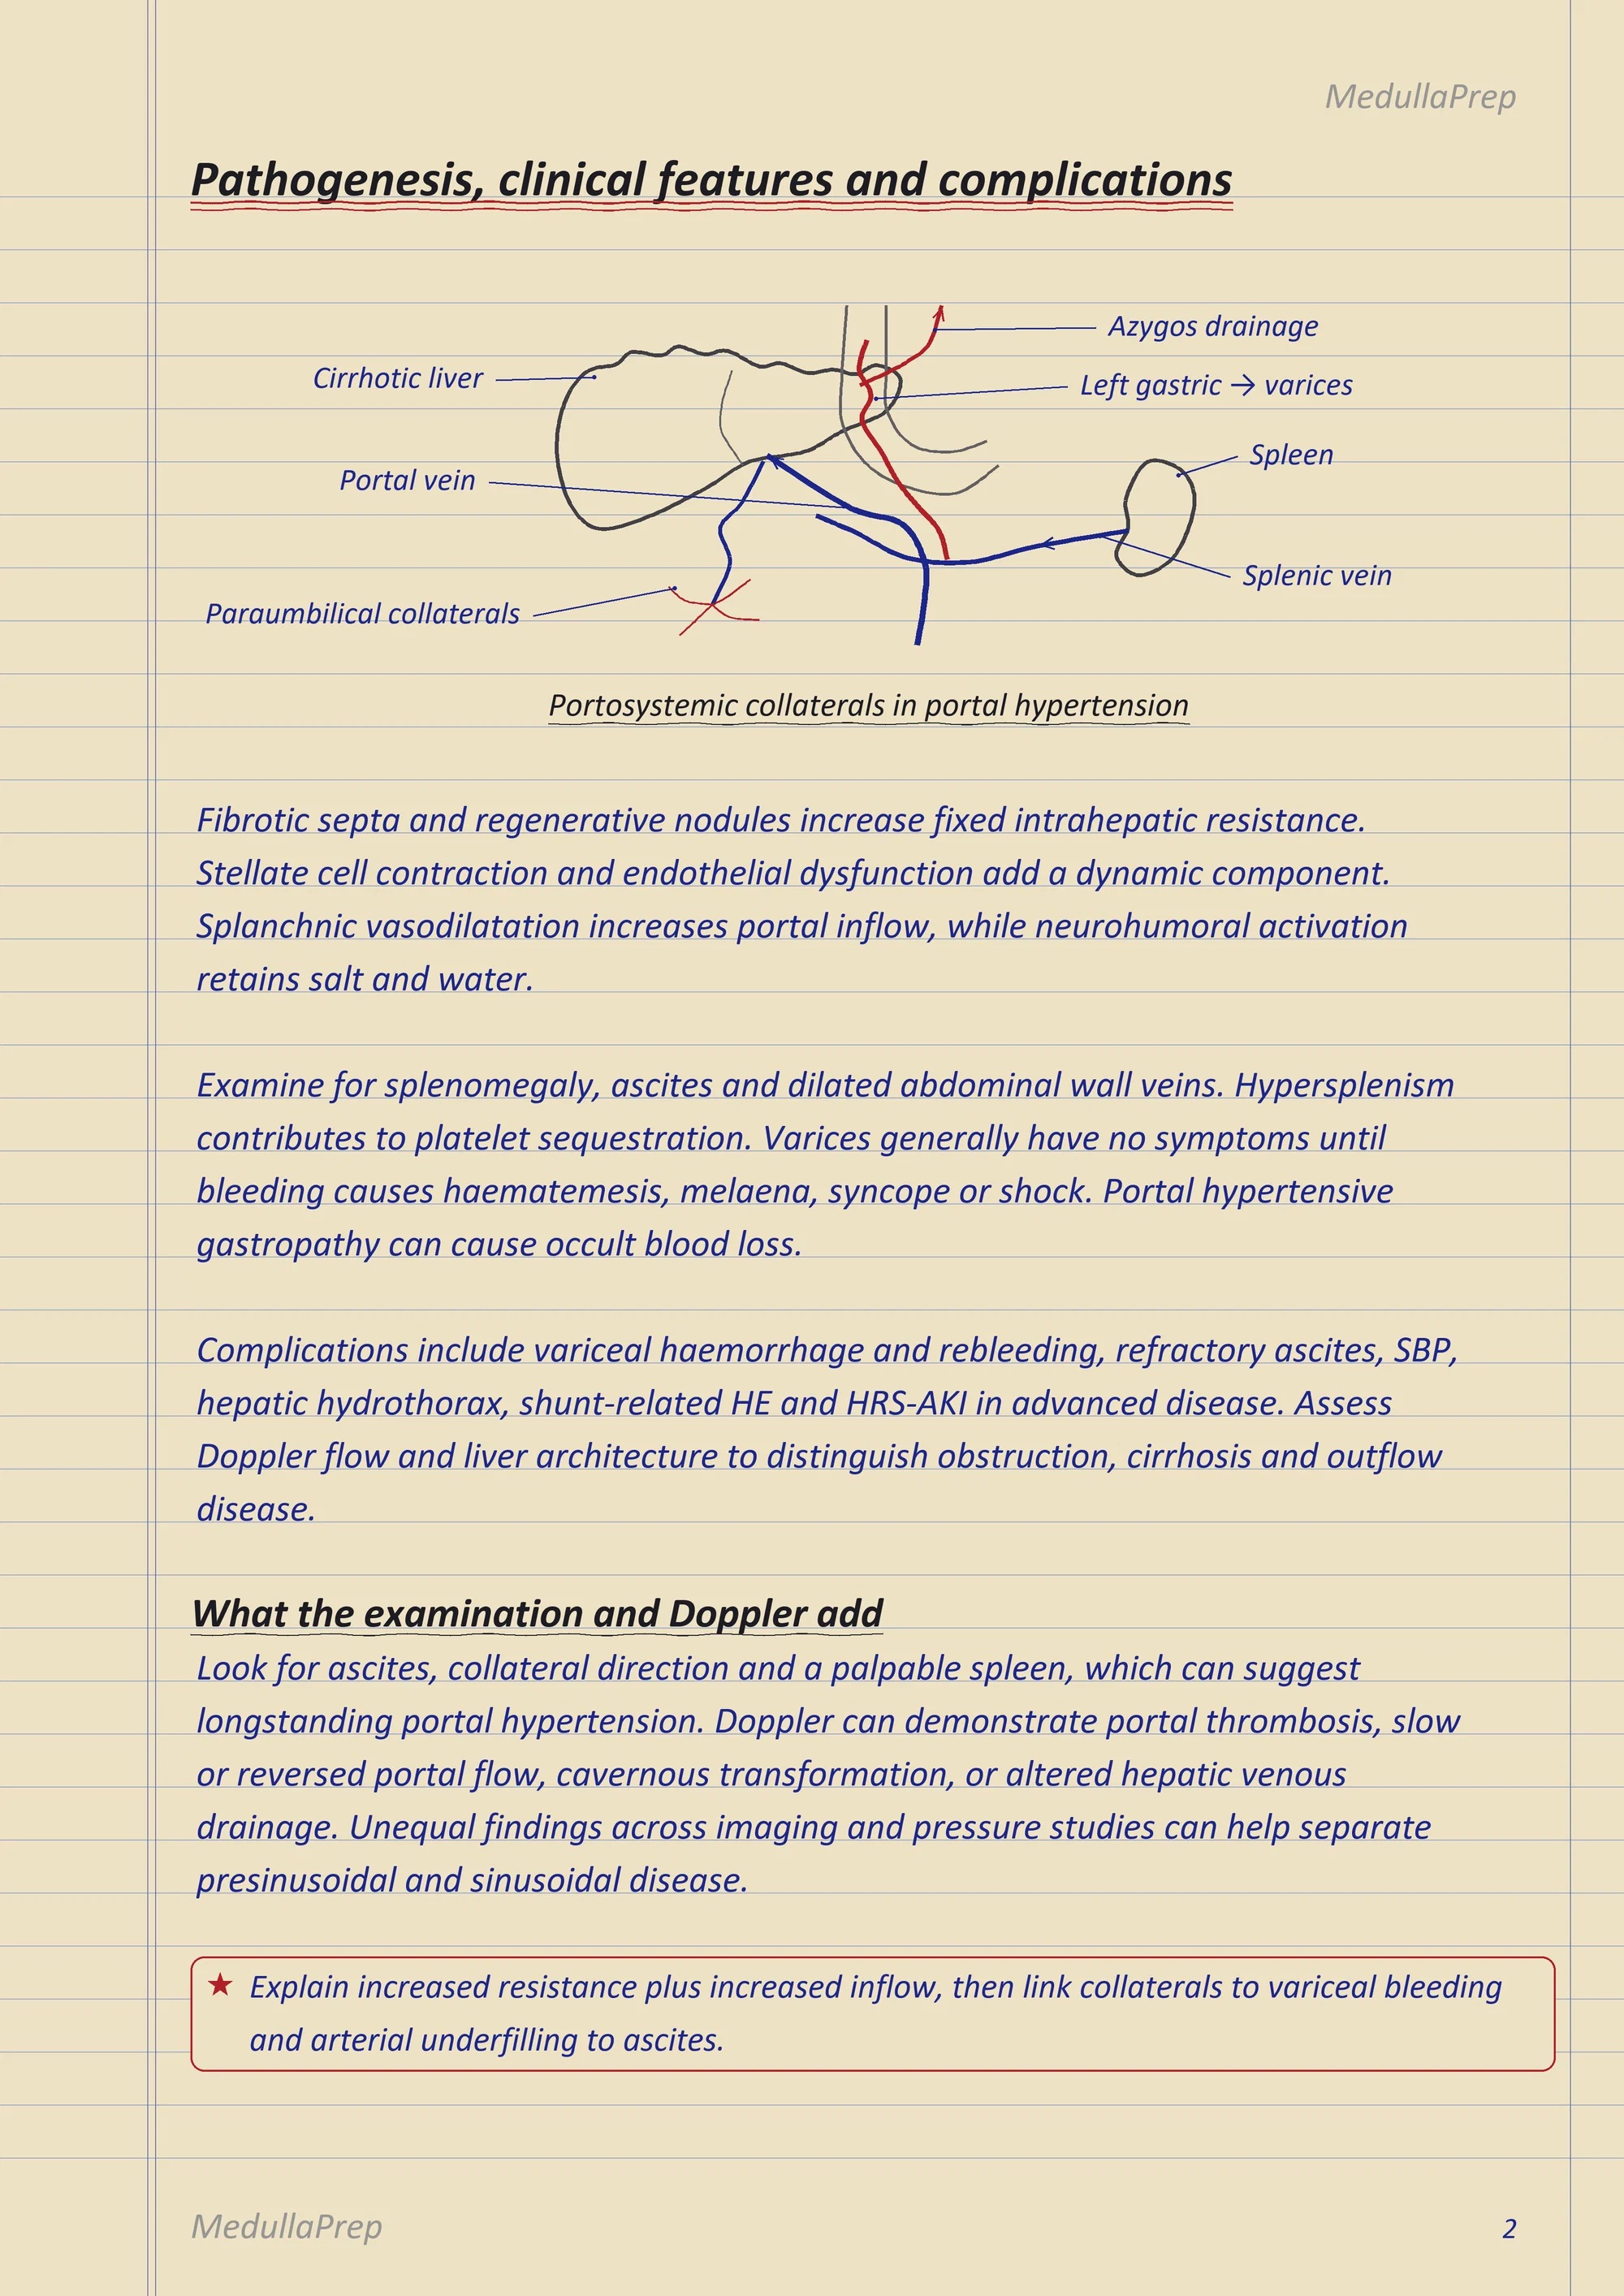 MedullaPrep
Pathogenesis, clinical features and complications
Azygos drainage
Cirrhotic liver
Left gastric → varices
Spleen
Portal vein
Splenic vein
Paraumbilical collaterals
Portosystemic collaterals in portal hypertension
Fibrotic septa and regenerative nodules increase fixed intrahepatic resistance.
Stellate cell contraction and endothelial dysfunction add a dynamic component.
Splanchnic vasodilatation increases portal inflow, while neurohumoral activation
retains salt and water.
Examine for splenomegaly, ascites and dilated abdominal wall veins. Hypersplenism
contributes to platelet sequestration. Varices generally have no symptoms until
bleeding causes haematemesis, melaena, syncope or shock. Portal hypertensive
gastropathy can cause occult blood loss.
Complications include variceal haemorrhage and rebleeding, refractory ascites, SBP,
hepatic hydrothorax, shunt-related HE and HRS-AKI in advanced disease. Assess
Doppler flow and liver architecture to distinguish obstruction, cirrhosis and outflow
disease.
What the examination and Doppler add
Look for ascites, collateral direction and a palpable spleen, which can suggest
longstanding portal hypertension. Doppler can demonstrate portal thrombosis, slow
or reversed portal flow, cavernous transformation, or altered hepatic venous
drainage. Unequal findings across imaging and pressure studies can help separate
presinusoidal and sinusoidal disease.
★ Explain increased resistance plus increased inflow, then link collaterals to variceal bleeding
and arterial underfilling to ascites.
MedullaPrep
2